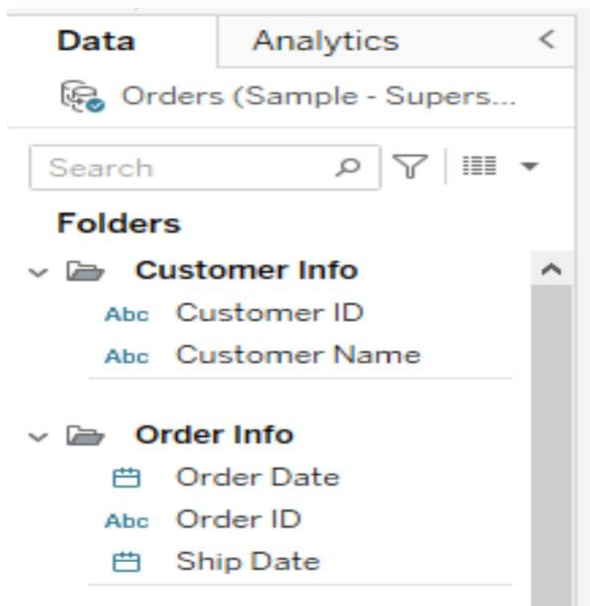 Data Analytics <
Orders (Sample - Supers...
Search
Folders
Customer Info
Abc Customer ID
Abc Customer Name
Order Info
Order Date
Abc Order ID
Ship Date